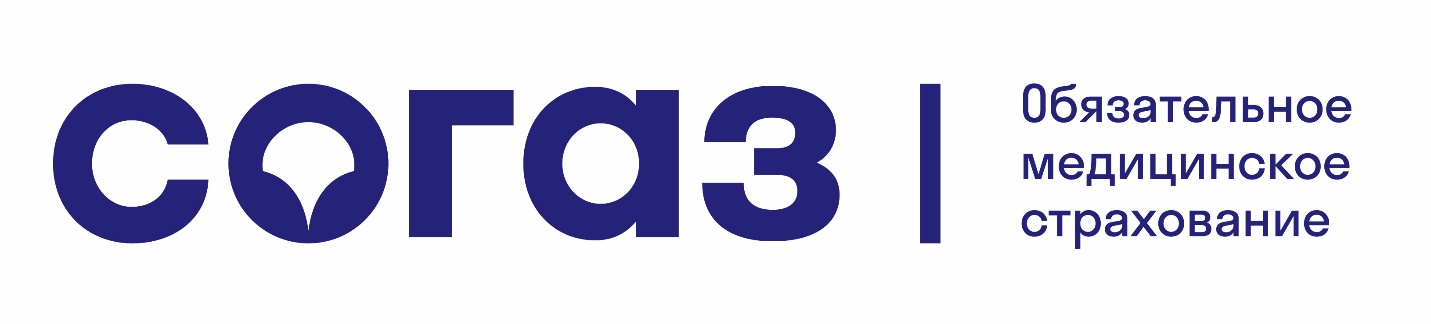 согаз
Обязательное
медицинское
страхование